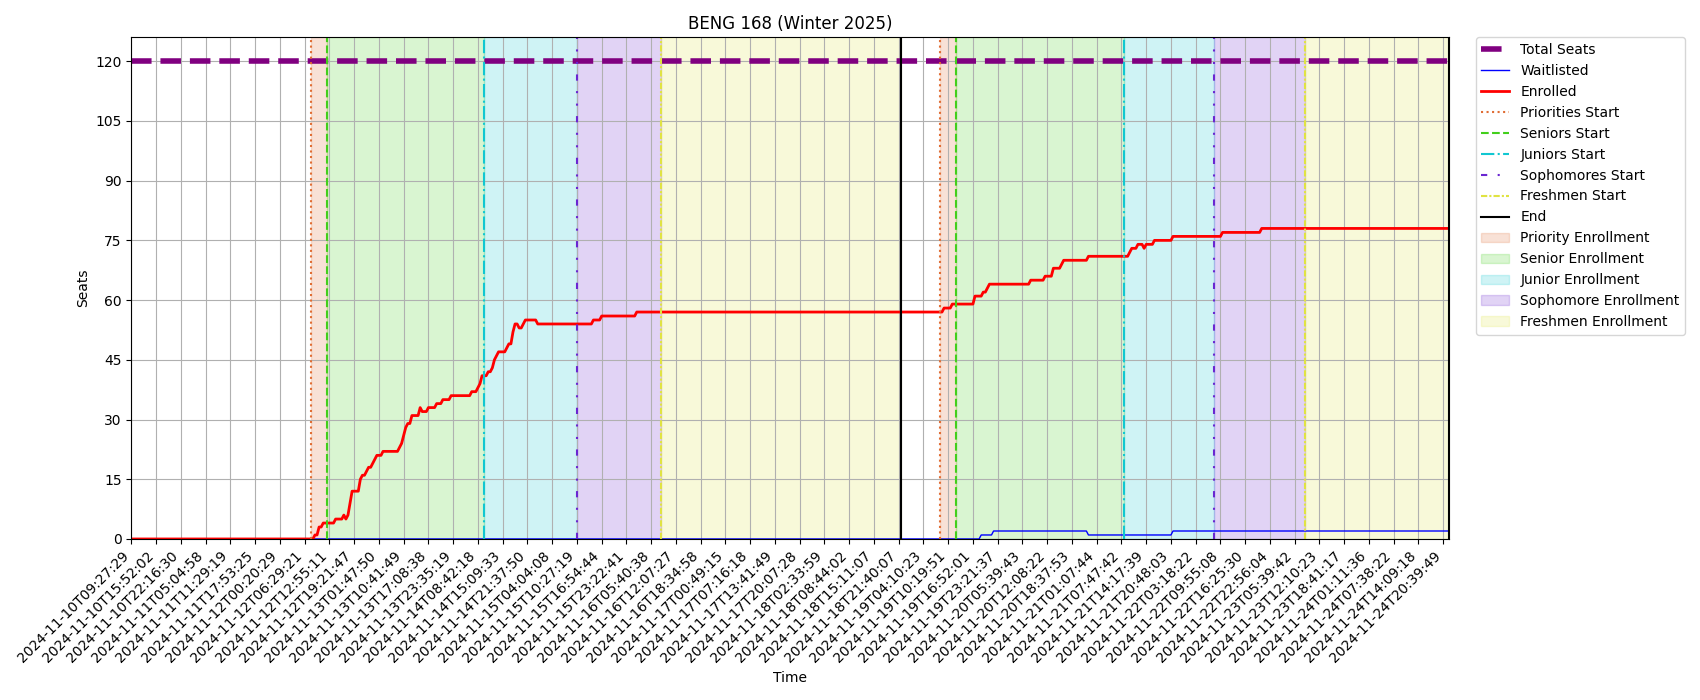 BENG 168 (Winter 2025)
Seats
120
105
90
75
60
45
30
15
0
2024-11-10T09:27:29
2024-11-10T15:52:02
2024-11-10T22:16:30
2024-11-11T05:04:58
2024-11-11T11:29:19
2024-11-11T17:53:25
2024-11-12T00:20:29
2024-11-12T06:29:21
2024-11-12T12:55:11
2024-11-12T19:21:47
2024-11-13T01:47:50
2024-11-13T10:41:49
2024-11-13T17:08:38
2024-11-13T23:35:19
2024-11-14T08:42:18
2024-11-14T15:09:33
2024-11-14T21:37:50
2024-11-15T04:04:08
2024-11-15T10:27:19
2024-11-15T16:54:44
2024-11-15T23:22:41
2024-11-16T05:40:38
2024-11-16T12:07:27
2024-11-16T18:34:58
2024-11-17T00:49:15
2024-11-17T07:16:18
2024-11-17T13:41:49
2024-11-17T20:07:28
2024-11-18T02:33:59
2024-11-18T08:44:02
2024-11-18T15:11:07
2024-11-18T21:40:07
2024-11-19T04:10:23
2024-11-19T10:19:51
2024-11-19T16:52:01
2024-11-19T23:21:37
2024-11-20T05:39:43
2024-11-20T12:08:22
2024-11-20T18:37:53
2024-11-21T01:07:44
2024-11-21T07:47:42
2024-11-21T14:17:39
2024-11-21T20:48:03
2024-11-22T03:18:22
2024-11-22T09:55:08
2024-11-22T16:25:30
2024-11-22T22:56:04
2024-11-23T05:39:42
2024-11-23T12:10:23
2024-11-23T18:41:17
2024-11-24T01:11:36
2024-11-24T07:38:22
2024-11-24T14:09:18
2024-11-24T20:39:49
Time
Total Seats
Waitlisted
Enrolled
Priorities Start
Seniors Start
Juniors Start
Sophomores Start
Freshmen Start
End
Priority Enrollment
Senior Enrollment
Junior Enrollment
Sophomore Enrollment
Freshmen Enrollment